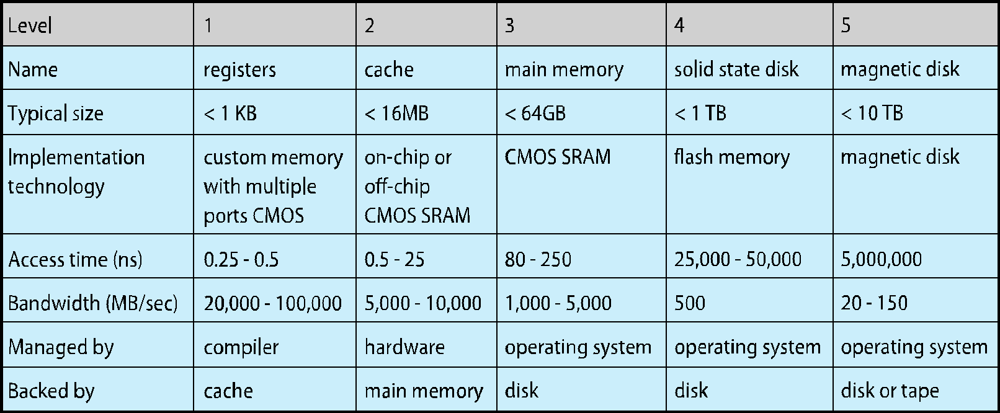 Level 1 2 3 4 5
Name registers cache main memory solid state disk magnetic disk
Typical size < 1 KB < 16MB < 64GB < 1 TB < 10 TB
Implementation custom memory on-chip or CMOS SRAM flash memory magnetic disk
technology with multiple off-chip
ports CMOS CMOS SRAM
Access time (ns) 0.25 - 0.5 0.5 - 25 80 - 250 25,000 - 50,000 5,000,000
Bandwidth (MB/sec) 20,000 - 100,000 5,000 - 10,000 1,000 - 5,000 500 20 - 150
Managed by compiler hardware operating system operating system operating system
Backed by cache main memory disk disk disk or tape